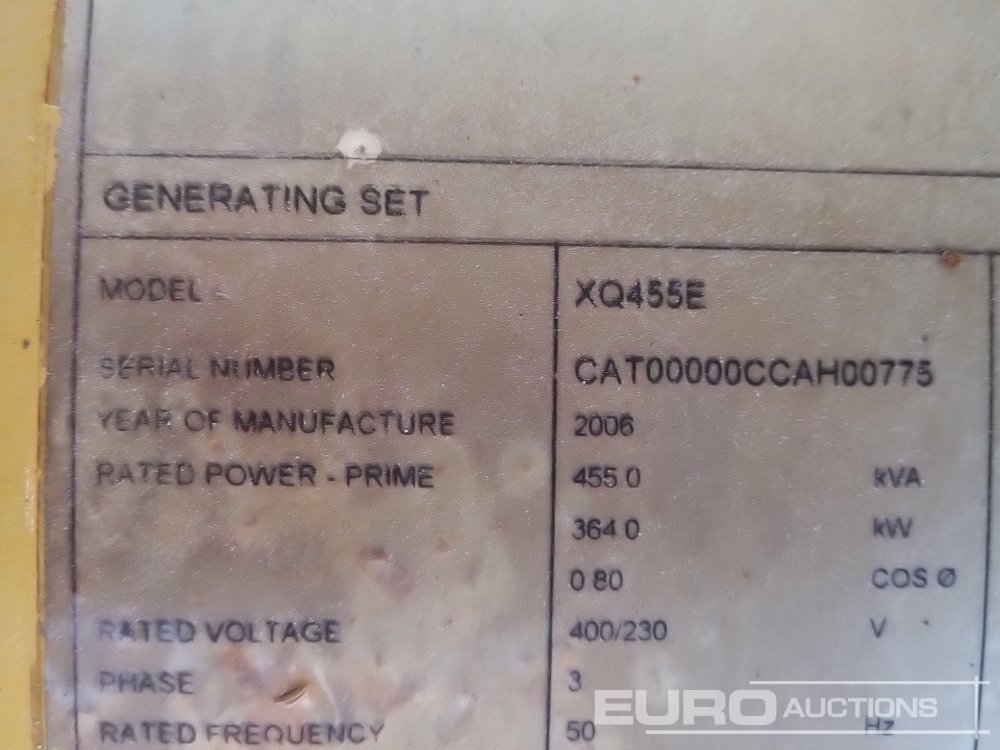 GENERATING SET
MODEL XQ455E
SERIAL NUMBER CAT00000CCAH00775
YEAR OF MANUFACTURE 2006
RATED POWER - PRIME 455.0 kVA
364.0 kW
0.80 COS Ø
RATED VOLTAGE 400/230 V
PHASE 3
RATED FREQUENCY 50 Hz
EURO AUCTIONS